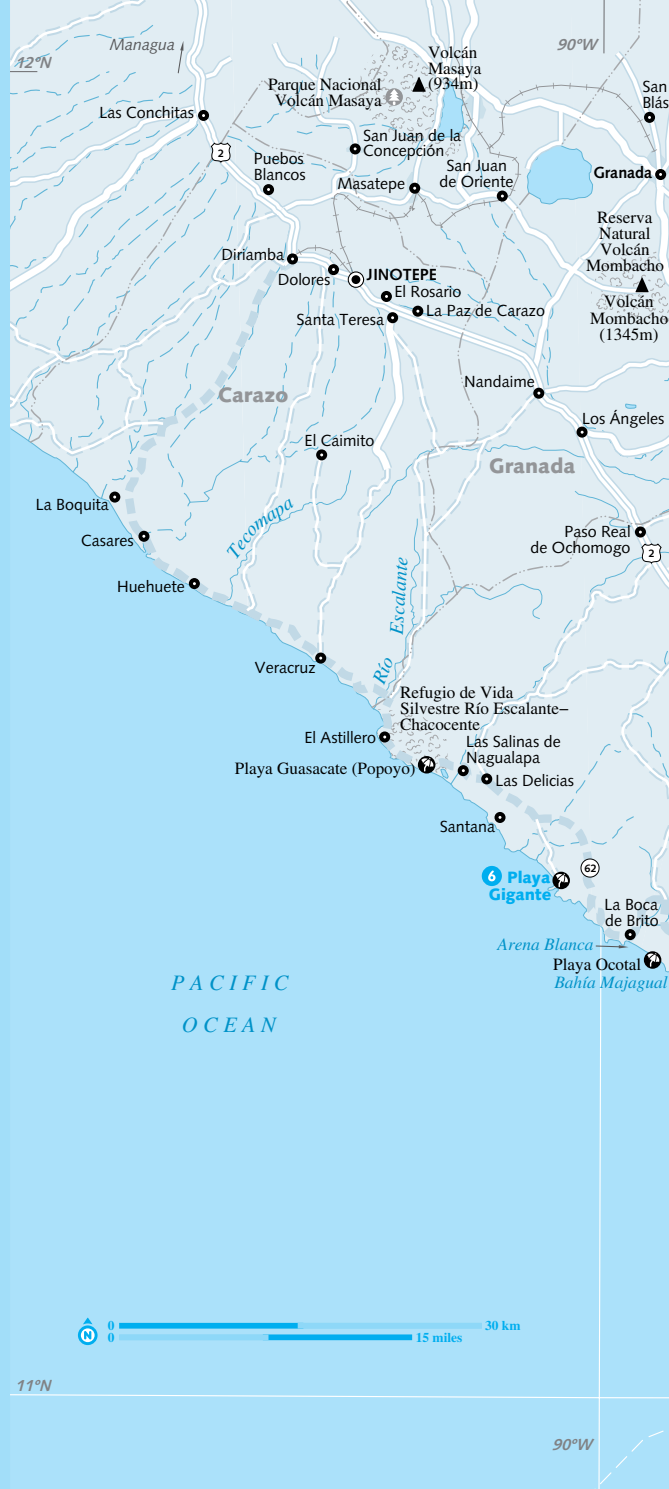 Managua
90ºW
12ºN
Volcán
Masaya
(934m)
Parque Nacional
Volcán Masaya
San
Blás
Las Conchitas
San Juan de la
Concepción
2
Puebos
Blancos
San Juan
de Oriente
Masatepe
Granada
Reserva
Natural
Volcán
Mombacho
Diriamba
Dolores
JINOTEPE
El Rosario
La Paz de Carazo
Santa Teresa
Volcán
Mombacho
(1345m)
Carazo
Nandaime
Los Ángeles
El Caimito
Granada
La Boquita
Tecomapa
Casares
Paso Real
de Ochomogo
2
Huehuete
Río Escalante
Veracruz
Refugio de Vida
Silvestre Río Escalante–
Chacocente
El Astillero
Las Salinas de
Nagualapa
Playa Guasacate (Popoyo)
Las Delicias
Santana
62
6 Playa
Gigante
La Boca
de Brito
Arena Blanca
Playa Ocotal
Bahía Majagual
PACIFIC
OCEAN
0 30 km
N
0 15 miles
11ºN
90ºW